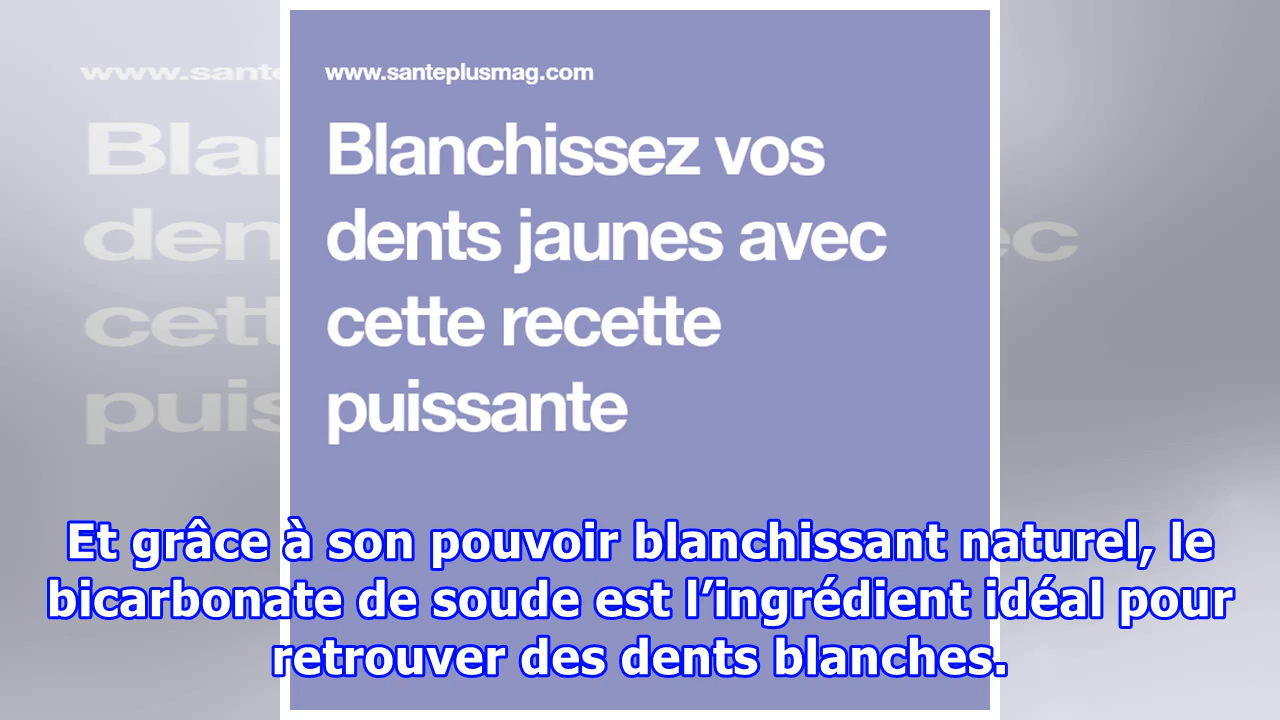 www.santeplusmag.com
Blanchissez vos
dents jaunes avec
cette recette
puissante
Et grâce à son pouvoir blanchissant naturel, le
bicarbonate de soude est l’ingrédient idéal pour
retrouver des dents blanches.